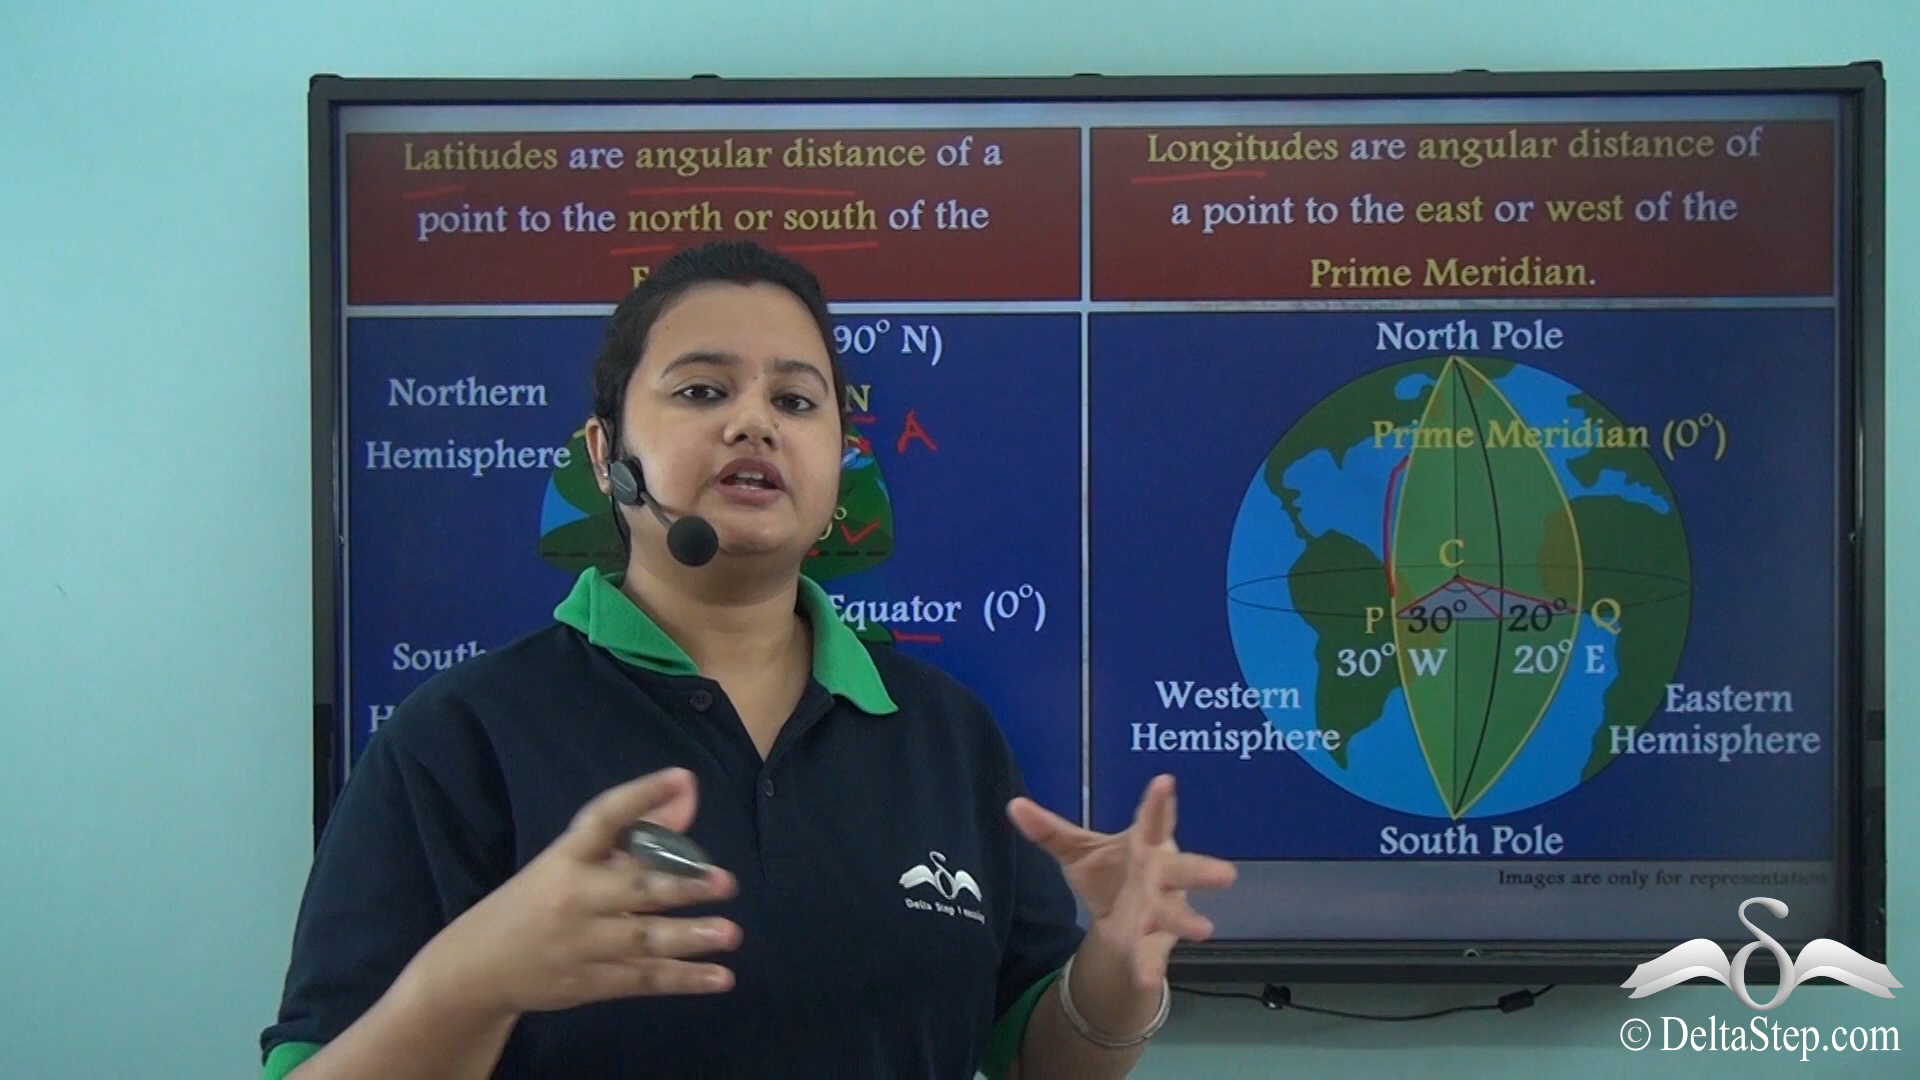 Latitudes are angular distance of a
point to the north or south of the
Longitudes are angular distance of
a point to the east or west of the
Prime Meridian.
90° N)
Northern
Hemisphere
N
A
Equator (0°)
North Pole
Prime Meridian (0°)
C
P 30° 20° Q
30° W 20° E
Western
Hemisphere
Eastern
Hemisphere
South Pole
Images are only for representation
Delta Step
© DeltaStep.com